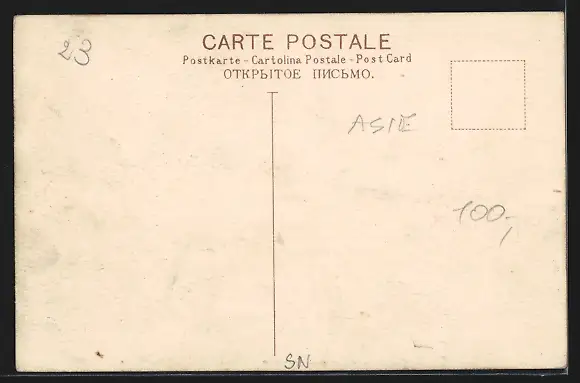 23
CARTE POSTALE
Postkarte - Cartolina Postale - Post Card
ОТКРЫТОЕ ПИСЬМО.
ASIE
100,-
SN